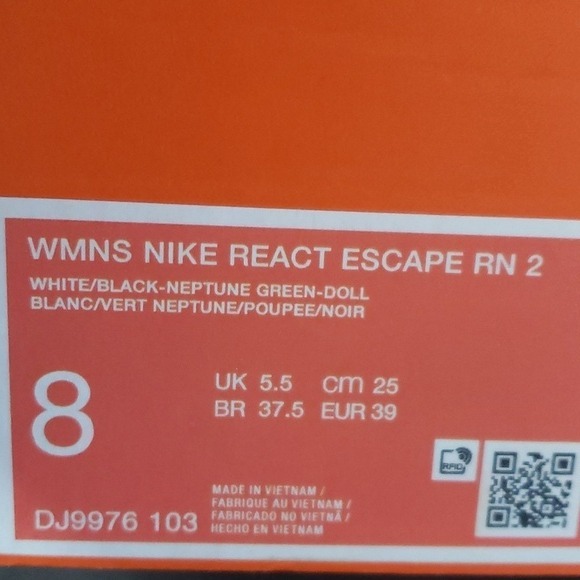 WMNS NIKE REACT ESCAPE RN 2
WHITE/BLACK-NEPTUNE GREEN-DOLL
BLANC/VERT NEPTUNE/POUPEE/NOIR
8
UK 5.5 cm 25
BR 37.5 EUR 39
RFID
DJ9976 103
MADE IN VIETNAM /
FABRIQUE AU VIETNAM /
FABRICADO NO VIETNÃ /
HECHO EN VIETNAM